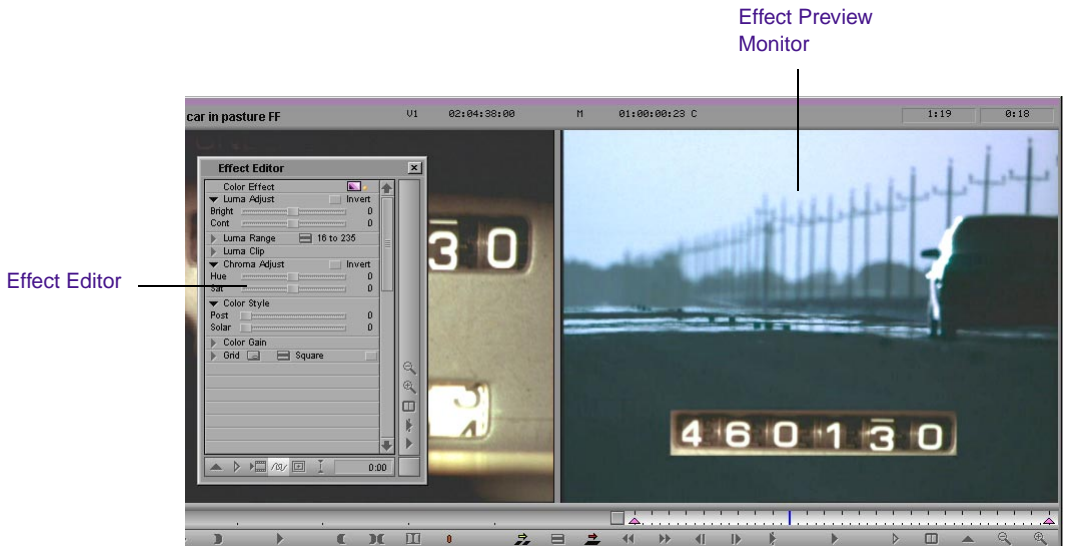 Effect Preview
Monitor
car in pasture FF V1 02:04:38:00 M 01:00:00:23 C 1:19 0:18
Effect Editor
Color Effect
Luma Adjust Invert
Bright 0
Cont 0
Luma Range 16 to 235
Luma Clip
Chroma Adjust Invert
Hue 0
Sat 0
Color Style
Post 0
Solar 0
Color Gain
Grid Square
0:00
Effect Editor
30
460130